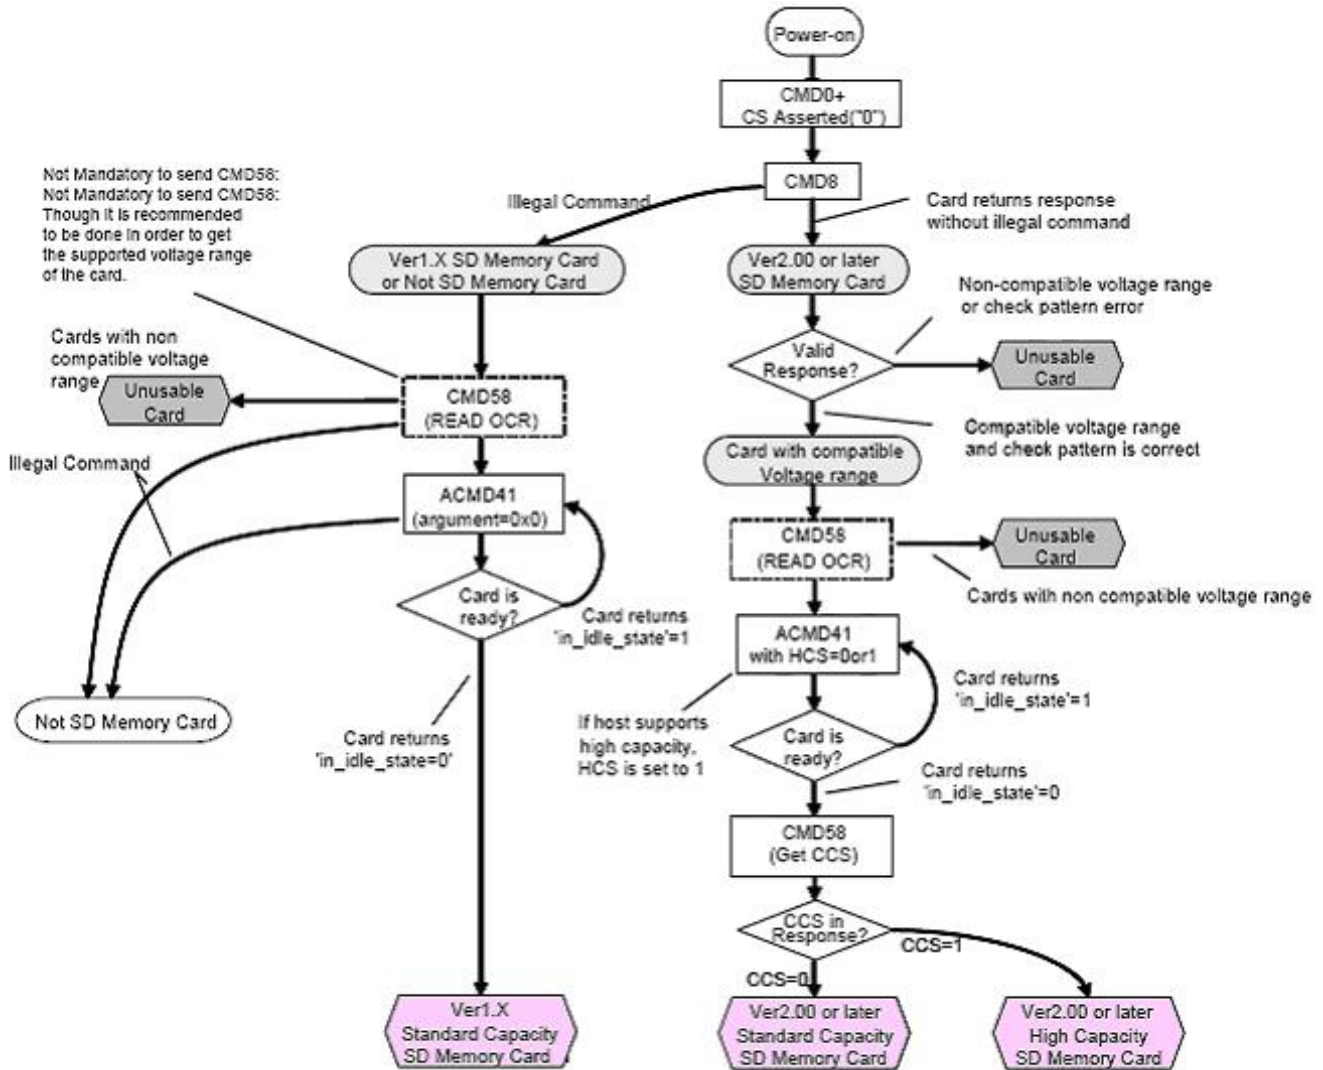 Power-on
CMD0+
CS Asserted("0")
CMD8
Illegal Command
Card returns response
without illegal command
Not Mandatory to send CMD58:
Not Mandatory to send CMD58:
Though it is recommended
to be done in order to get
the supported voltage range
of the card.
Ver1.X SD Memory Card
or Not SD Memory Card
Ver2.00 or later
SD Memory Card
Non-compatible voltage range
or check pattern error
Valid
Response?
Unusable
Card
Cards with non
compatible voltage
range
Unusable
Card
CMD58
(READ OCR)
Compatible voltage range
and check pattern is correct
Card with compatible
Voltage range
Illegal Command
ACMD41
(argument=0x0)
CMD58
(READ OCR)
Unusable
Card
Cards with non compatible voltage range
Card is
ready?
Card returns
'in_idle_state'=1
ACMD41
with HCS=0or1
Card returns
'in_idle_state'=1
If host supports
high capacity,
HCS is set to 1
Not SD Memory Card
Card returns
'in_idle_state=0'
Card is
ready?
Card returns
'in_idle_state'=0
CMD58
(Get CCS)
CCS in
Response?
CCS=1
CCS=0
Ver1.X
Standard Capacity
SD Memory Card
Ver2.00 or later
Standard Capacity
SD Memory Card
Ver2.00 or later
High Capacity
SD Memory Card